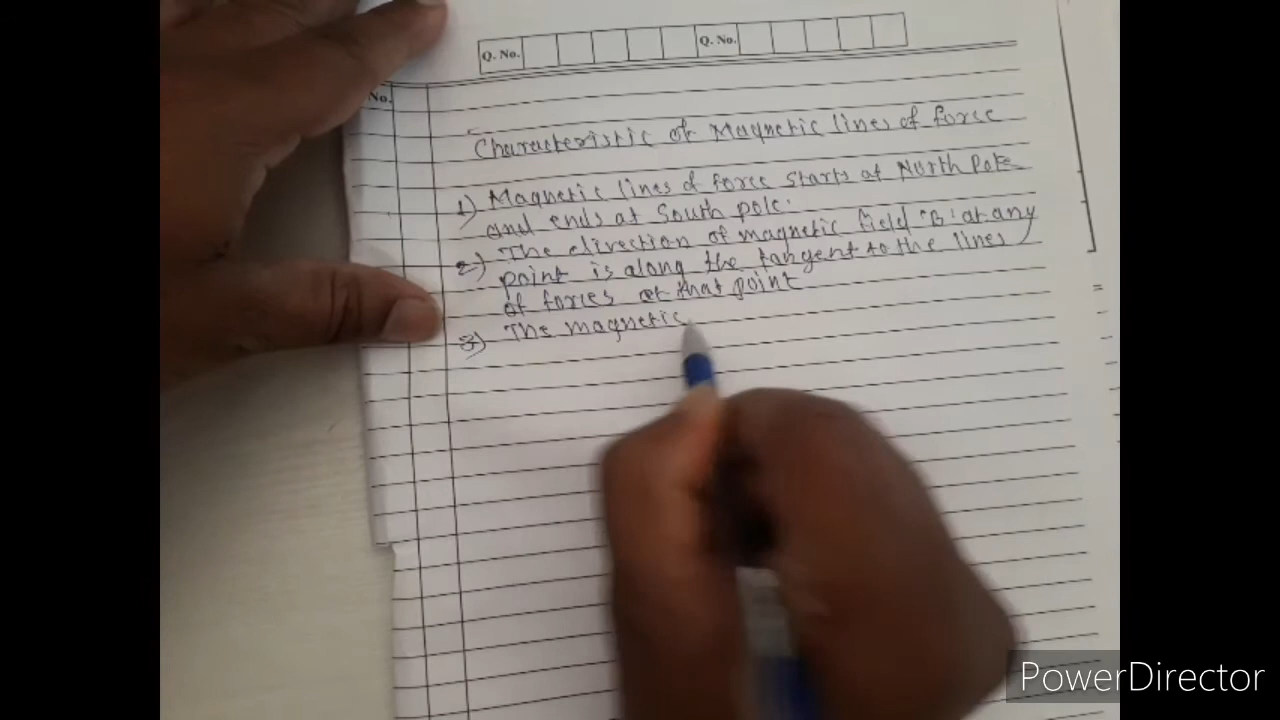 Q. No. Q. No.
No.
Characteristic of Magnetic lines of force
1) Magnetic lines of force starts at North Pole
and ends at South pole.
2) The direction of magnetic field 'B' at any
point is along the tangent to the lines
of forces at that point
3) The magnetic
PowerDirector